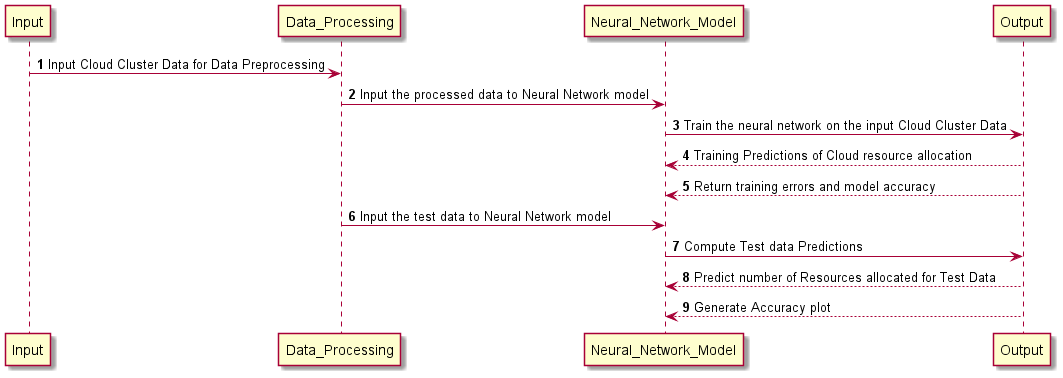 Input
Data_Processing
Neural_Network_Model
Output
1 Input Cloud Cluster Data for Data Preprocessing
2 Input the processed data to Neural Network model
3 Train the neural network on the input Cloud Cluster Data
4 Training Predictions of Cloud resource allocation
5 Return training errors and model accuracy
6 Input the test data to Neural Network model
7 Compute Test data Predictions
8 Predict number of Resources allocated for Test Data
9 Generate Accuracy plot
Input
Data_Processing
Neural_Network_Model
Output